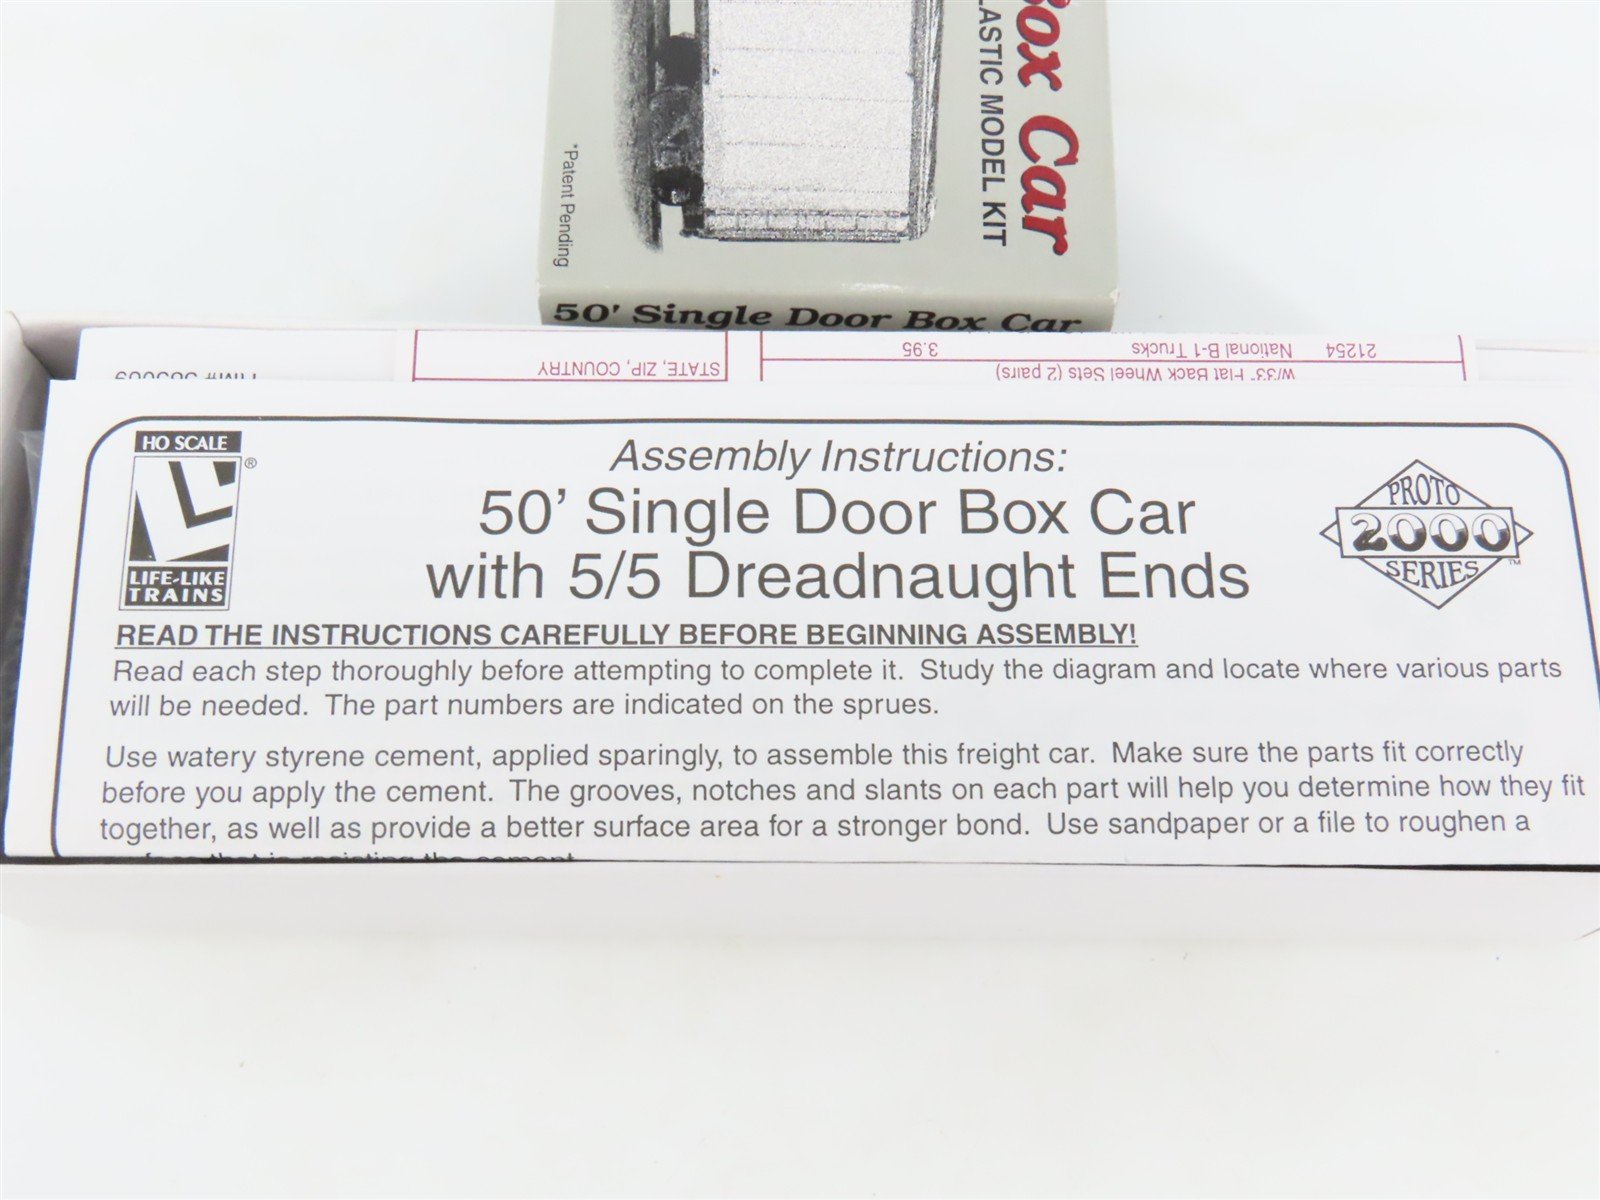 Box Car
PLASTIC MODEL KIT
*Patent Pending
50' Single Door Box Car
STATE, ZIP, COUNTRY
w/33" Flat Back Wheel Sets (2 pairs)
21254 National B-1 Trucks 3.95
HO SCALE
®
LIFE-LIKE
TRAINS
Assembly Instructions:
50' Single Door Box Car
with 5/5 Dreadnaught Ends
PROTO
2000
SERIES
™
READ THE INSTRUCTIONS CAREFULLY BEFORE BEGINNING ASSEMBLY!
Read each step thoroughly before attempting to complete it. Study the diagram and locate where various parts
will be needed. The part numbers are indicated on the sprues.
Use watery styrene cement, applied sparingly, to assemble this freight car. Make sure the parts fit correctly
before you apply the cement. The grooves, notches and slants on each part will help you determine how they fit
together, as well as provide a better surface area for a stronger bond. Use sandpaper or a file to roughen a
that is resisting the cement